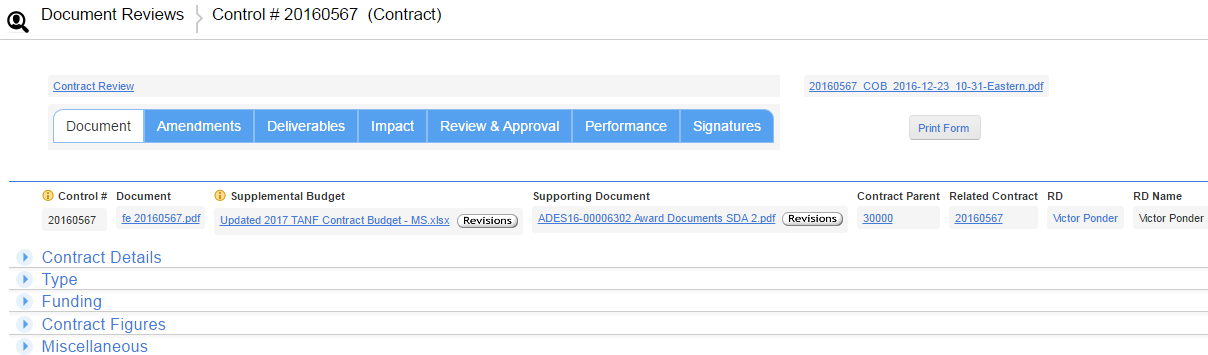 Document Reviews Control # 20160567 (Contract)
Contract Review 20160567_COB_2016-12-23_10-31-Eastern.pdf
Document Amendments Deliverables Impact Review & Approval Performance Signatures Print Form
Control # Document Supplemental Budget Supporting Document Contract Parent Related Contract RD RD Name
20160567 fe 20160567.pdf Updated 2017 TANF Contract Budget - MS.xlsx Revisions ADES16-00006302 Award Documents SDA 2.pdf Revisions 30000 20160567 Victor Ponder Victor Ponder
Contract Details
Type
Funding
Contract Figures
Miscellaneous